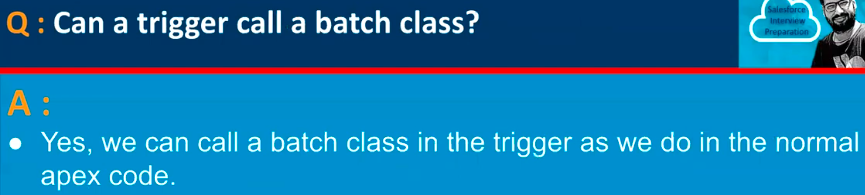 Q : Can a trigger call a batch class?
Salesforce
Interview
Preparation
A :
● Yes, we can call a batch class in the trigger as we do in the normal
apex code.